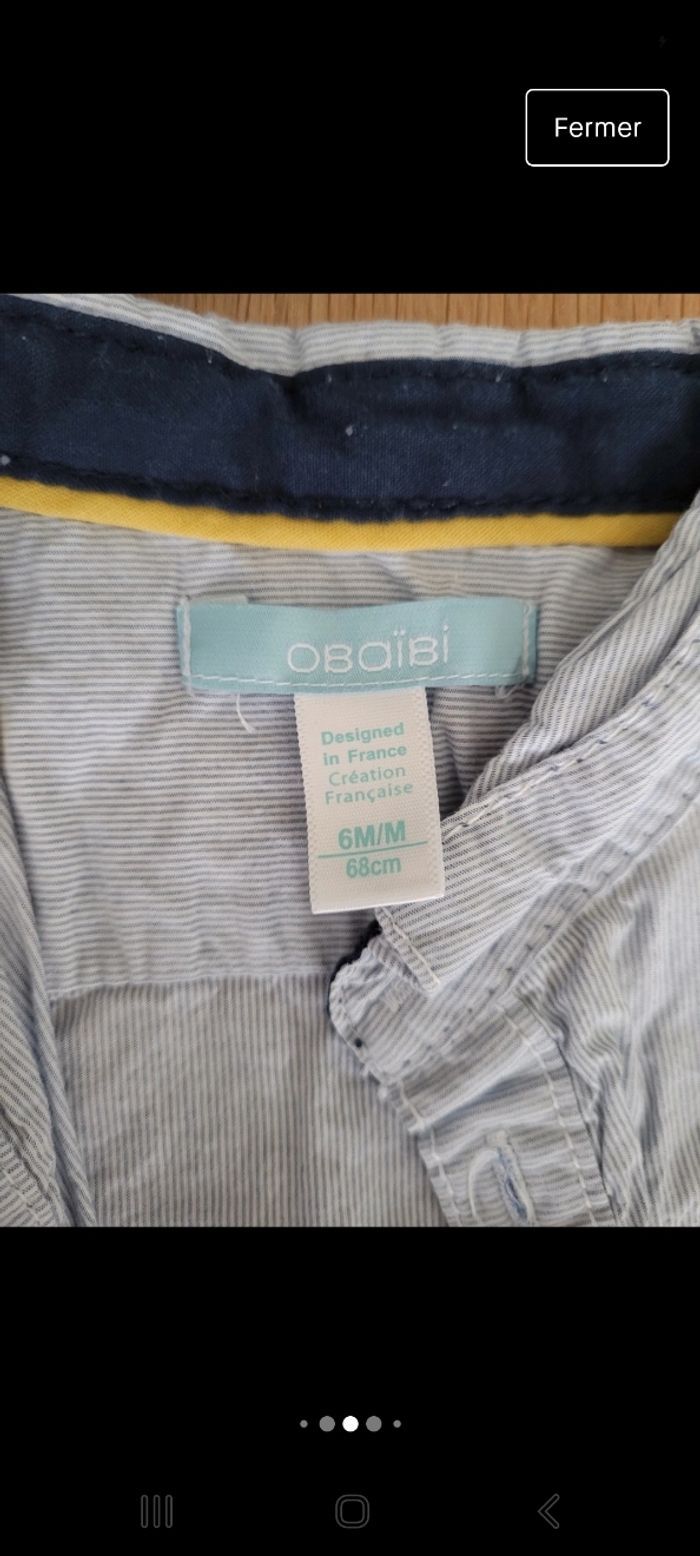 Fermer
OBaïBi
Designed
in France
Création
Française
6M/M
68cm